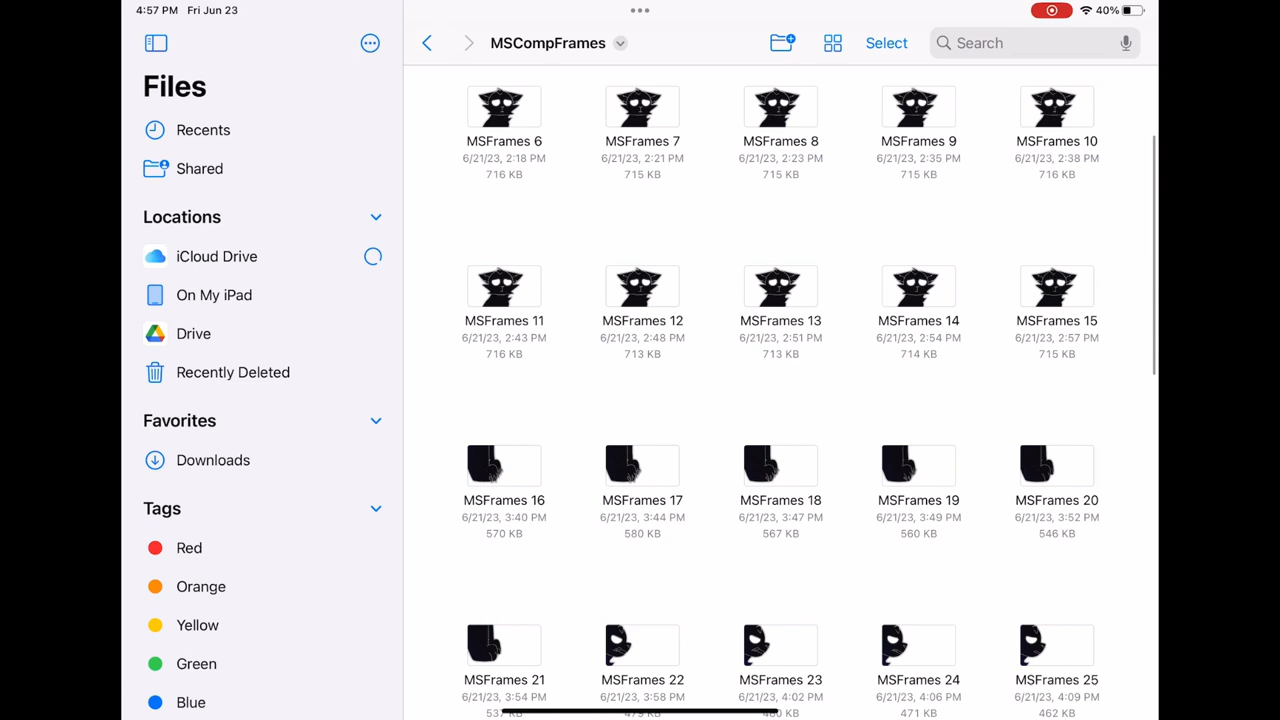 4:57 PM Fri Jun 23
40%
Files
Recents
Shared
Locations
iCloud Drive
On My iPad
Drive
Recently Deleted
Favorites
Downloads
Tags
Red
Orange
Yellow
Green
Blue
MSCompFrames
Select
Search
MSFrames 6 MSFrames 7 MSFrames 8 MSFrames 9 MSFrames 10
6/21/23, 2:18 PM 6/21/23, 2:21 PM 6/21/23, 2:23 PM 6/21/23, 2:35 PM 6/21/23, 2:38 PM
716 KB 715 KB 715 KB 715 KB 716 KB
MSFrames 11 MSFrames 12 MSFrames 13 MSFrames 14 MSFrames 15
6/21/23, 2:43 PM 6/21/23, 2:48 PM 6/21/23, 2:51 PM 6/21/23, 2:54 PM 6/21/23, 2:57 PM
716 KB 713 KB 713 KB 714 KB 715 KB
MSFrames 16 MSFrames 17 MSFrames 18 MSFrames 19 MSFrames 20
6/21/23, 3:40 PM 6/21/23, 3:44 PM 6/21/23, 3:47 PM 6/21/23, 3:49 PM 6/21/23, 3:52 PM
570 KB 580 KB 567 KB 560 KB 546 KB
MSFrames 21 MSFrames 22 MSFrames 23 MSFrames 24 MSFrames 25
6/21/23, 3:54 PM 6/21/23, 3:58 PM 6/21/23, 4:02 PM 6/21/23, 4:06 PM 6/21/23, 4:09 PM
KB KB KB 471 KB 462 KB